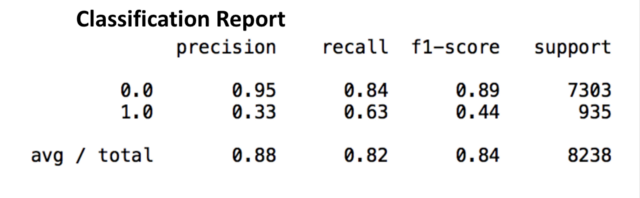 Classification Report
precision recall f1-score support
0.0 0.95 0.84 0.89 7303
1.0 0.33 0.63 0.44 935
avg / total 0.88 0.82 0.84 8238